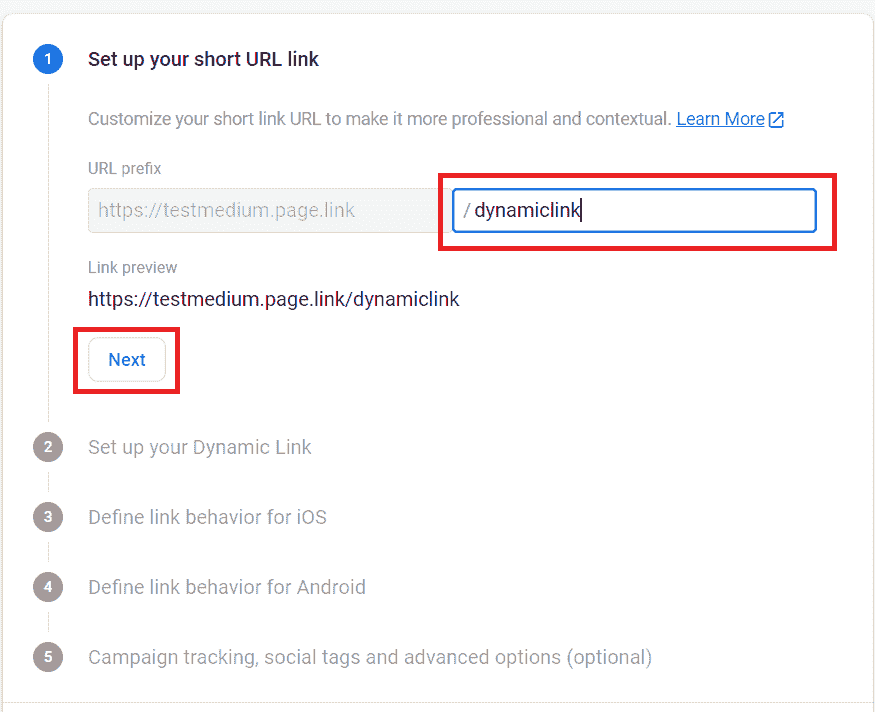 1 Set up your short URL link
Customize your short link URL to make it more professional and contextual. Learn More
URL prefix
https://testmedium.page.link /dynamiclink
Link preview
https://testmedium.page.link/dynamiclink
Next
2 Set up your Dynamic Link
3 Define link behavior for iOS
4 Define link behavior for Android
5 Campaign tracking, social tags and advanced options (optional)